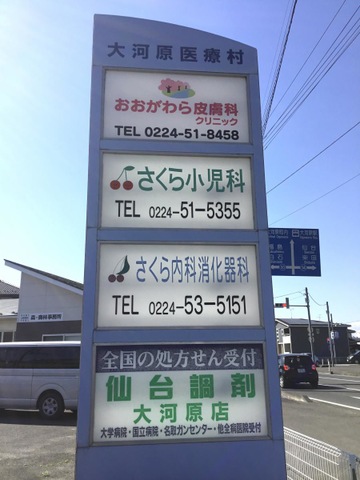 大河原医療村
おおがわら皮膚科
クリニック
TEL 0224-51-8458
さくら小児科
TEL 0224-51-5355
さくら内科消化器科
TEL 0224-53-5151
全国の処方せん受付
仙台調剤
大河原店
大学病院・国立病院・名取ガンセンター・他全病医院受付